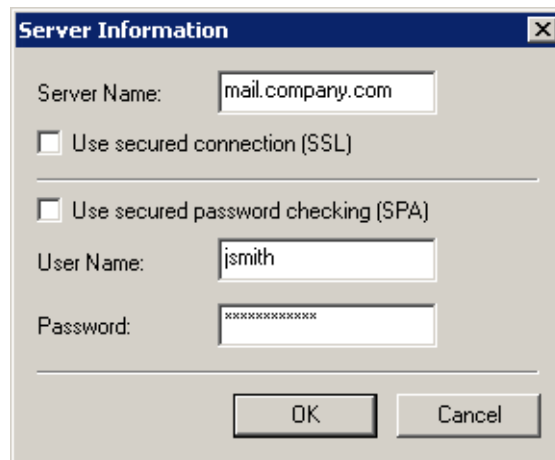 Server Information
Server Name: mail.company.com
Use secured connection (SSL)
Use secured password checking (SPA)
User Name: jsmith
Password: ************
OK Cancel